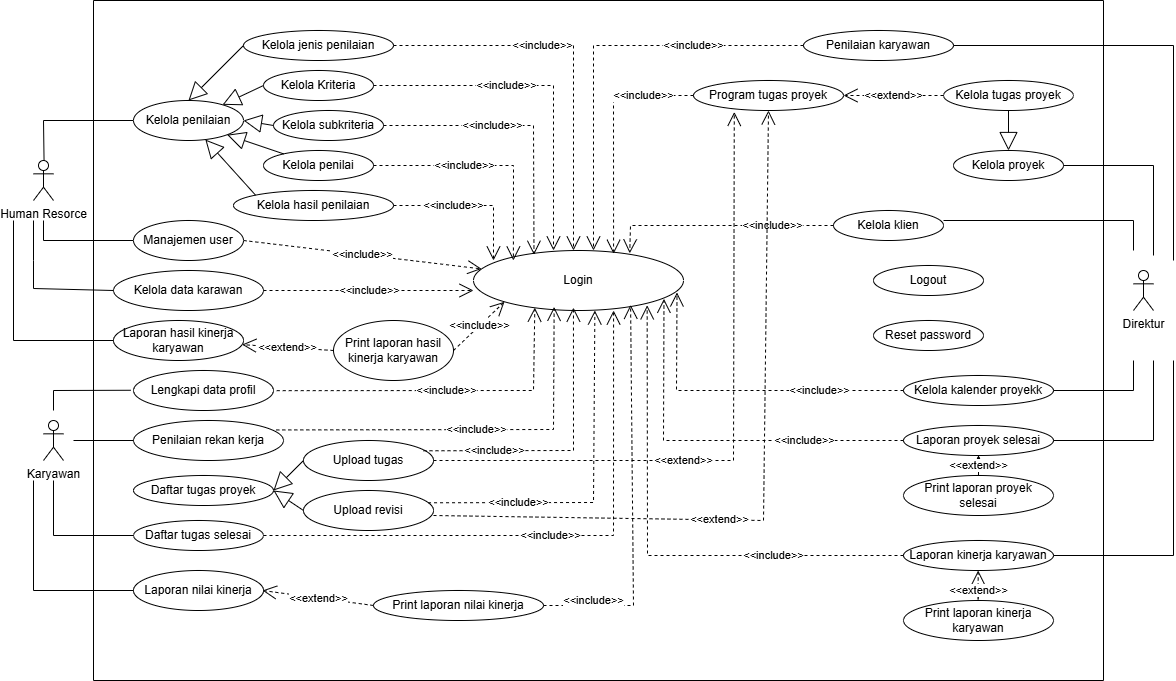 Kelola jenis penilaian
<<include>>
<<include>>
Penilaian karyawan
Kelola Kriteria
<<include>>
<<include>>
Program tugas proyek
<<extend>>
Kelola tugas proyek
Kelola penilaian
Kelola subkriteria
<<include>>
Kelola penilai
<<include>>
Kelola proyek
Human Resorce
Kelola hasil penilaian
<<include>>
Manajemen user
<<include>>
<<include>>
Kelola klien
Login
Logout
Kelola data karawan
<<include>>
Direktur
Laporan hasil kinerja
karyawan
<<extend>>
Print laporan hasil
kinerja karyawan
<<include>>
Reset password
Lengkapi data profil
<<include>>
<<include>>
Kelola kalender proyekk
Karyawan
Penilaian rekan kerja
<<include>>
<<include>>
Laporan proyek selesai
Upload tugas
<<include>>
<<extend>>
<<extend>>
Daftar tugas proyek
Print laporan proyek
selesai
Upload revisi
<<include>>
<<extend>>
Daftar tugas selesai
<<include>>
<<include>>
Laporan kinerja karyawan
Laporan nilai kinerja
<<extend>>
Print laporan nilai kinerja
<<include>>
<<extend>>
Print laporan kinerja
karyawan